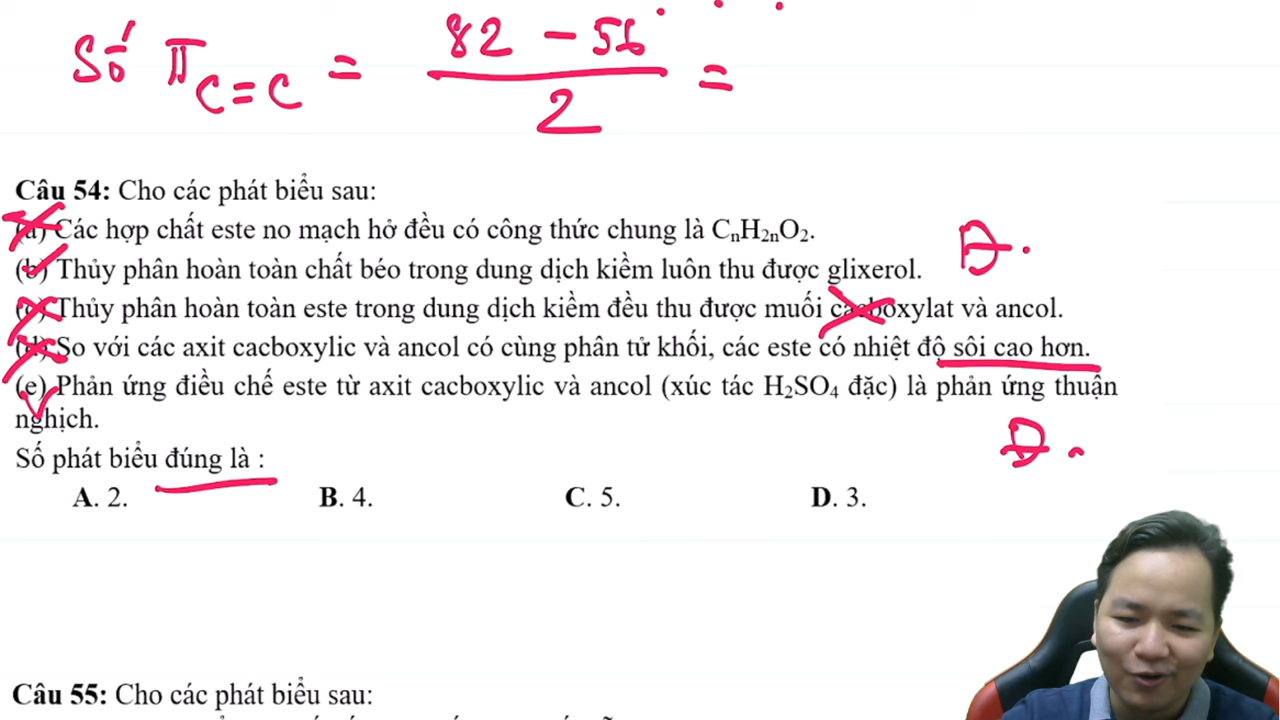 Số π C=C = 82 - 56 / 2 =
Câu 54: Cho các phát biểu sau:
(a) Các hợp chất este no mạch hở đều có công thức chung là CₙH₂ₙO₂.
(b) Thủy phân hoàn toàn chất béo trong dung dịch kiềm luôn thu được glixerol.
Đ.
(c) Thủy phân hoàn toàn este trong dung dịch kiềm đều thu được muối cacboxylat và ancol.
(d) So với các axit cacboxylic và ancol có cùng phân tử khối, các este có nhiệt độ sôi cao hơn.
(e) Phản ứng điều chế este từ axit cacboxylic và ancol (xúc tác H₂SO₄ đặc) là phản ứng thuận
nghịch.
Đ.
Số phát biểu đúng là :
A. 2. B. 4. C. 5. D. 3.
Câu 55: Cho các phát biểu sau: